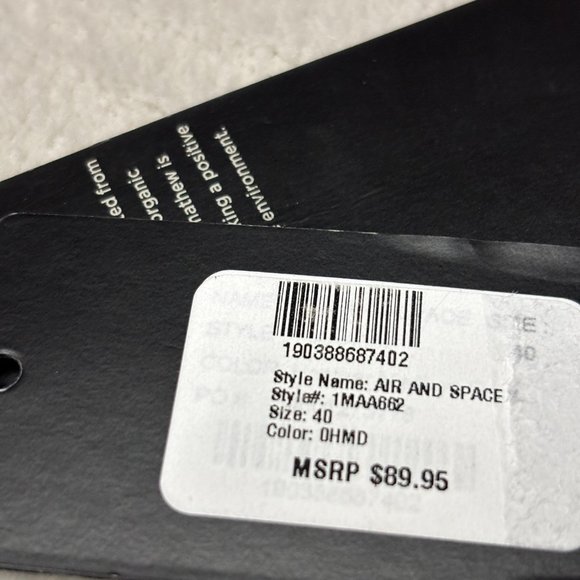 ed from
organic
nathew is
king a positive
environment.
190388687402
Style Name: AIR AND SPACE
Style#: 1MAA662
Size: 40
Color: 0HMD
MSRP $89.95